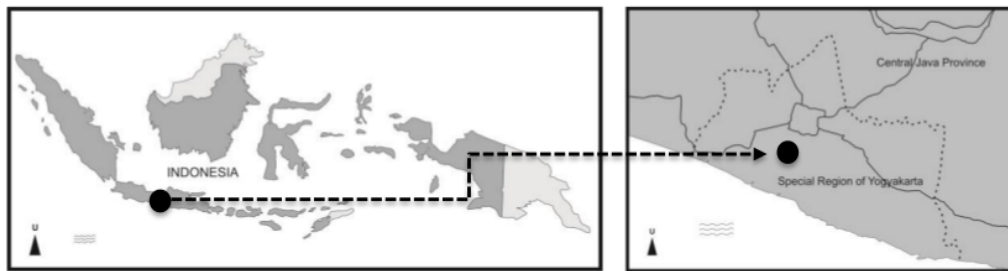 INDONESIA
U
Central Java Province
Special Region of Yogyakarta
U